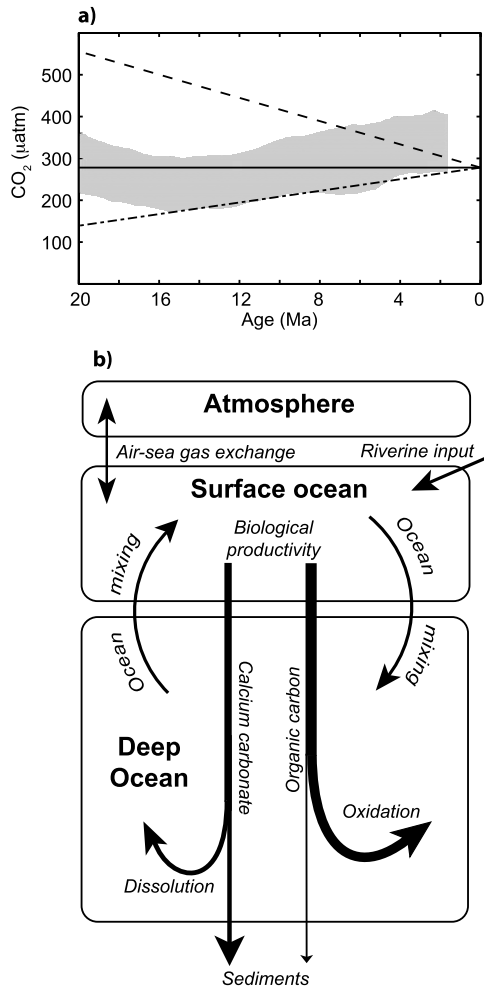 a)
500
400
300
200
100
CO₂ (μatm)
20
16
12
8
4
0
Age (Ma)
b)
Atmosphere
Air-sea gas exchange
Riverine input
Surface ocean
Biological
productivity
Ocean
mixing
Ocean
mixing
Calcium carbonate
Organic carbon
Deep
Ocean
Oxidation
Dissolution
Sediments